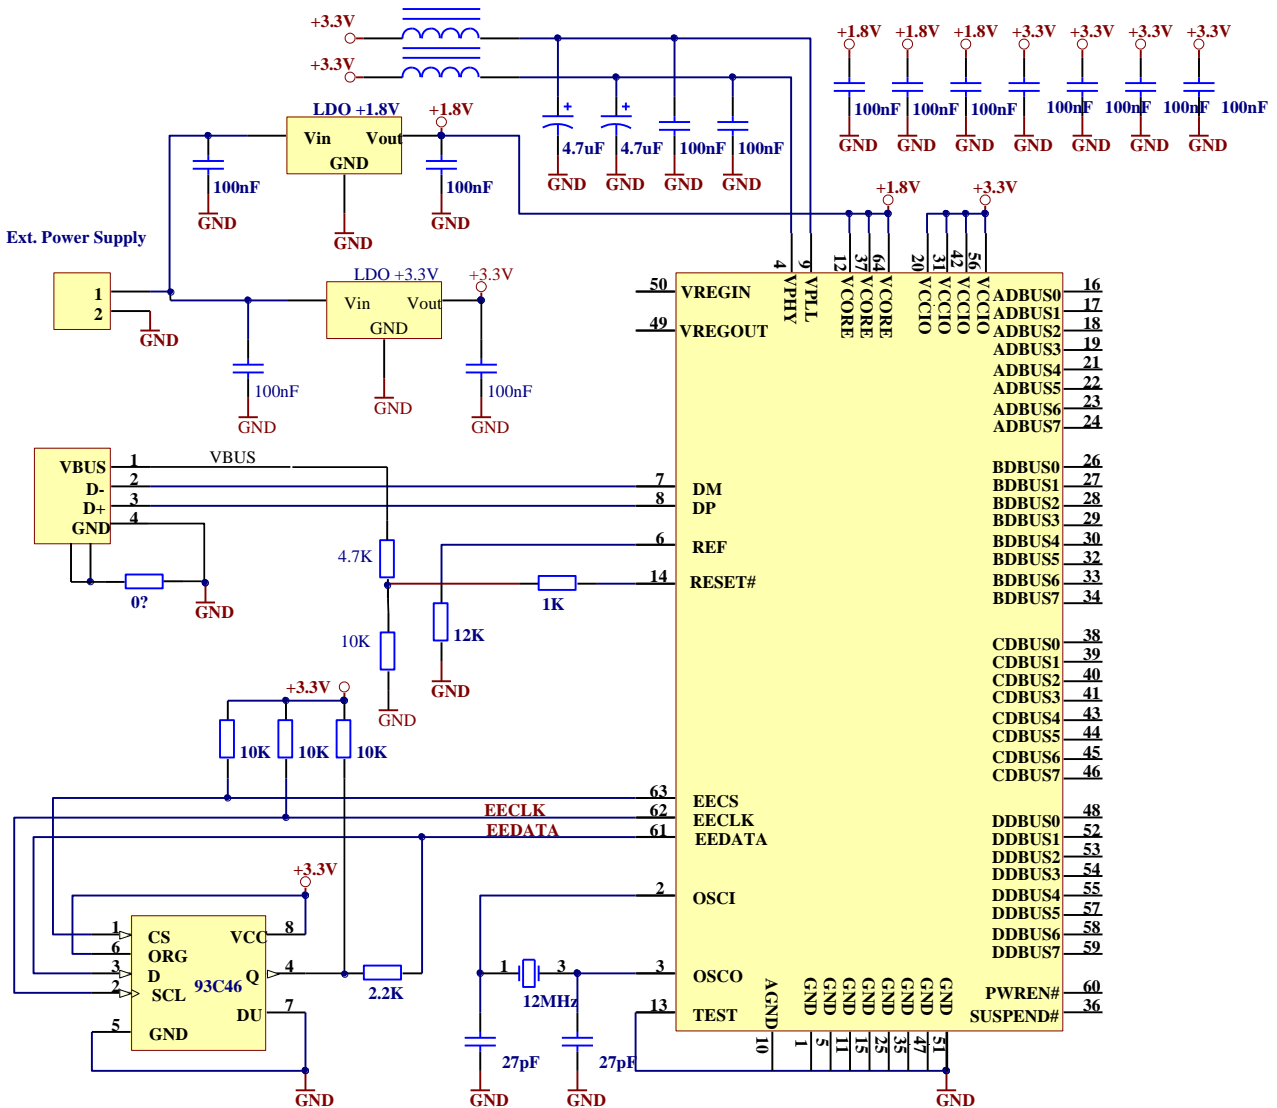 +3.3V
+3.3V
LDO +1.8V
+1.8V
Vin
Vout
GND
100nF
100nF
GND
GND
GND
4.7uF
4.7uF
100nF
100nF
GND
GND
GND
GND
+1.8V
+1.8V
+1.8V
+3.3V
+3.3V
+3.3V
+3.3V
100nF
100nF
100nF
100nF
100nF
100nF
100nF
GND
GND
GND
GND
GND
GND
GND
+1.8V
+3.3V
Ext. Power Supply
1
2
GND
LDO +3.3V
+3.3V
Vin
Vout
GND
100nF
100nF
GND
GND
GND
VBUS
D-
D+
GND
1
2
3
4
VBUS
0?
GND
4.7K
10K
GND
1K
12K
GND
+3.3V
10K
10K
10K
EECLK
EEDATA
+3.3V
1
6
3
2
5
CS
ORG
D
SCL
GND
VCC
Q
DU
93C46
8
4
7
2.2K
GND
1
3
12MHz
27pF
27pF
GND
GND
50
VREGIN
49
VREGOUT
7
DM
8
DP
6
REF
14
RESET#
63
EECS
62
EECLK
61
EEDATA
2
OSCI
3
OSCO
13
TEST
4
VPHY
9
VPLL
12
VCORE
37
VCORE
64
VCORE
20
VCCIO
31
VCCIO
42
VCCIO
56
VCCIO
ADBUS0 16
ADBUS1 17
ADBUS2 18
ADBUS3 19
ADBUS4 21
ADBUS5 22
ADBUS6 23
ADBUS7 24
BDBUS0 26
BDBUS1 27
BDBUS2 28
BDBUS3 29
BDBUS4 30
BDBUS5 32
BDBUS6 33
BDBUS7 34
CDBUS0 38
CDBUS1 39
CDBUS2 40
CDBUS3 41
CDBUS4 43
CDBUS5 44
CDBUS6 45
CDBUS7 46
DDBUS0 48
DDBUS1 52
DDBUS2 53
DDBUS3 54
DDBUS4 55
DDBUS5 57
DDBUS6 58
DDBUS7 59
PWREN# 60
SUSPEND# 36
AGND
GND
GND
GND
GND
GND
GND
GND
GND
10
1
5
11
15
25
35
47
51
GND